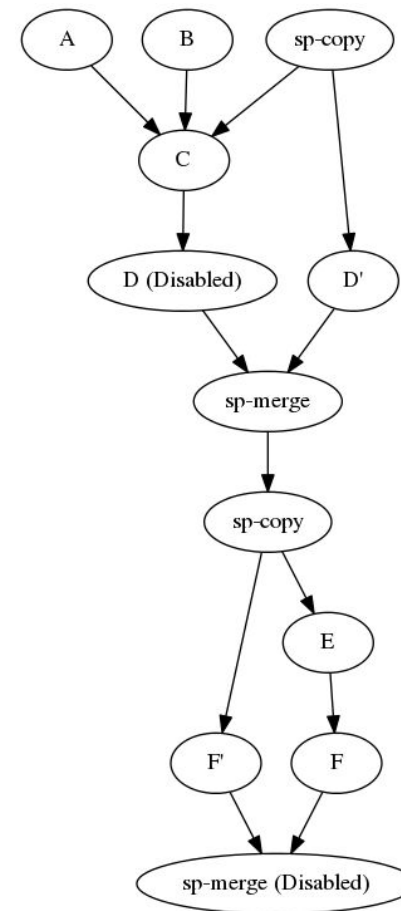 A
B
sp-copy
C
D (Disabled)
D'
sp-merge
sp-copy
E
F'
F
sp-merge (Disabled)